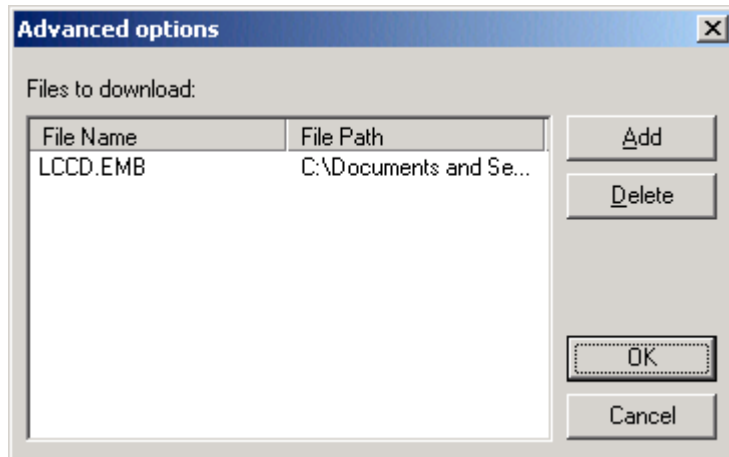 Advanced options
Files to download:
File Name File Path
LCCD.EMB C:\Documents and Se...
Add
Delete
OK
Cancel